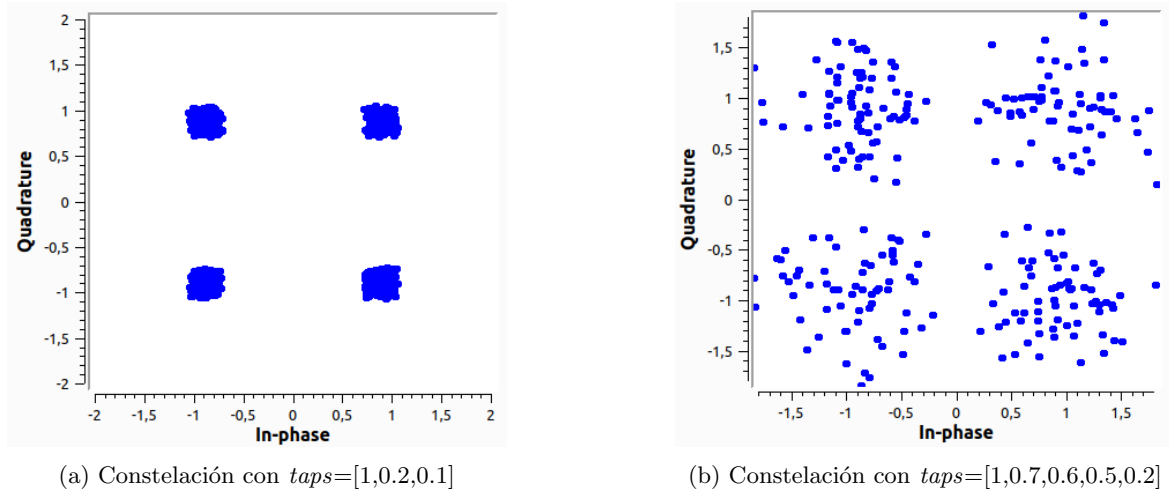 2
1,5
1
0,5
0
-0,5
-1
-1,5
-2
Quadrature
-2 -1,5 -1 -0,5 0 0,5 1 1,5 2
In-phase
(a) Constelación con taps=[1,0.2,0.1]
1,5
1
0,5
0
-0,5
-1
-1,5
Quadrature
-1,5 -1 -0,5 0 0,5 1 1,5
In-phase
(b) Constelación con taps=[1,0.7,0.6,0.5,0.2]